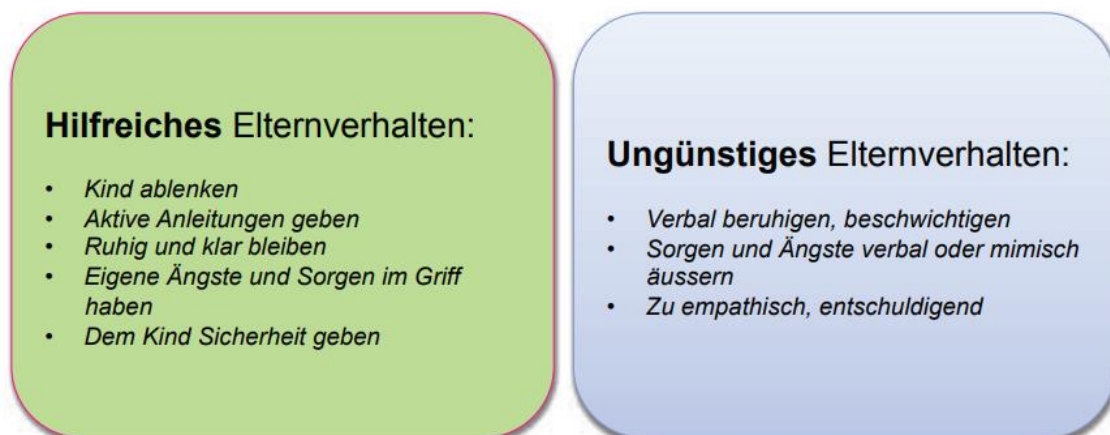 Hilfreiches Elternverhalten:
• Kind ablenken
• Aktive Anleitungen geben
• Ruhig und klar bleiben
• Eigene Ängste und Sorgen im Griff
haben
• Dem Kind Sicherheit geben
Ungünstiges Elternverhalten:
• Verbal beruhigen, beschwichtigen
• Sorgen und Ängste verbal oder mimisch
äussern
• Zu empathisch, entschuldigend